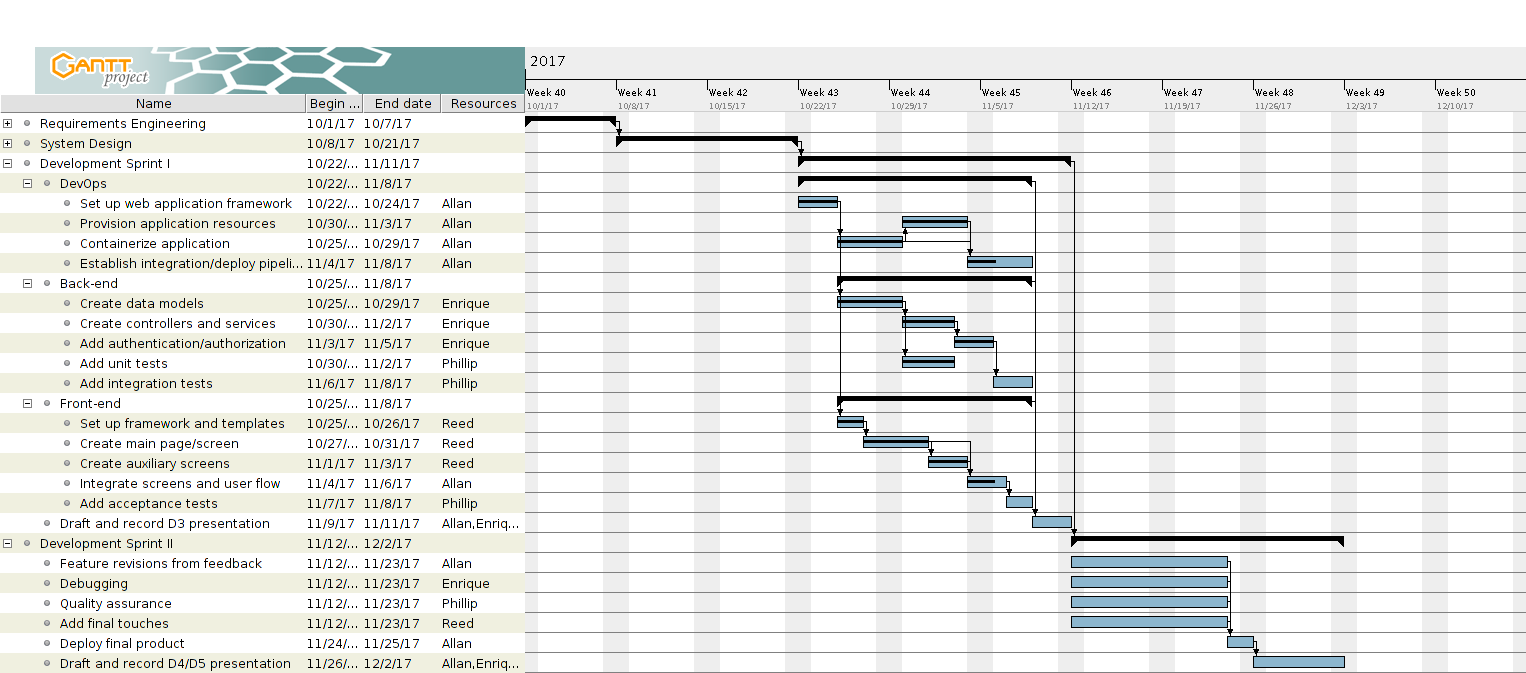 GANTT project
2017
Week 40 Week 41 Week 42 Week 43 Week 44 Week 45 Week 46 Week 47 Week 48 Week 49 Week 50
Name Begin ... End date Resources 10/1/17 10/8/17 10/15/17 10/22/17 10/29/17 11/5/17 11/12/17 11/19/17 11/26/17 12/3/17 12/10/17
Requirements Engineering 10/1/17 10/7/17
System Design 10/8/17 10/21/17
Development Sprint I 10/22/... 11/11/17
DevOps 10/22/... 11/8/17
Set up web application framework 10/22/... 10/24/17 Allan
Provision application resources 10/30/... 11/3/17 Allan
Containerize application 10/25/... 10/29/17 Allan
Establish integration/deploy pipeli... 11/4/17 11/8/17 Allan
Back-end 10/25/... 11/8/17
Create data models 10/25/... 10/29/17 Enrique
Create controllers and services 10/30/... 11/2/17 Enrique
Add authentication/authorization 11/3/17 11/5/17 Enrique
Add unit tests 10/30/... 11/2/17 Phillip
Add integration tests 11/6/17 11/8/17 Phillip
Front-end 10/25/... 11/8/17
Set up framework and templates 10/25/... 10/26/17 Reed
Create main page/screen 10/27/... 10/31/17 Reed
Create auxiliary screens 11/1/17 11/3/17 Reed
Integrate screens and user flow 11/4/17 11/6/17 Allan
Add acceptance tests 11/7/17 11/8/17 Phillip
Draft and record D3 presentation 11/9/17 11/11/17 Allan,Enriq...
Development Sprint II 11/12/... 12/2/17
Feature revisions from feedback 11/12/... 11/23/17 Allan
Debugging 11/12/... 11/23/17 Enrique
Quality assurance 11/12/... 11/23/17 Phillip
Add final touches 11/12/... 11/23/17 Reed
Deploy final product 11/24/... 11/25/17 Allan
Draft and record D4/D5 presentation 11/26/... 12/2/17 Allan,Enriq...